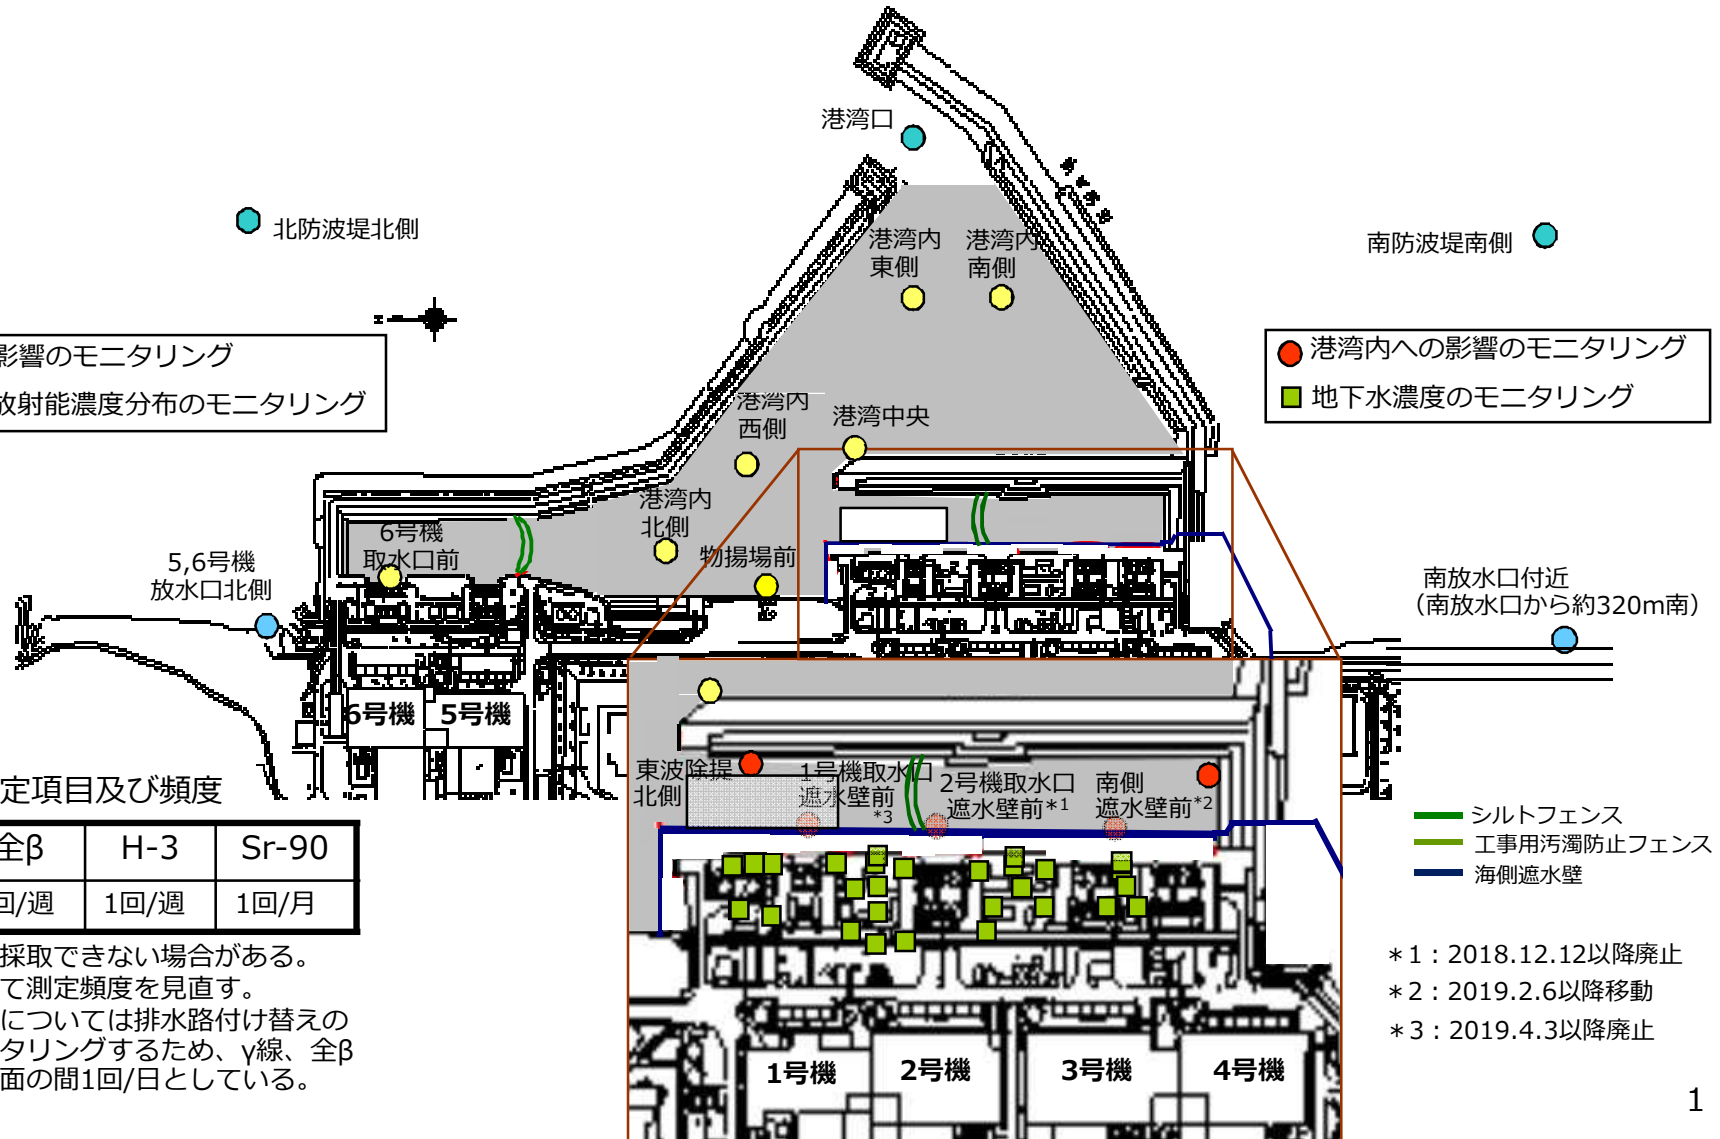 港湾口
北防波堤北側
南防波堤南側
港湾内
東側
港湾内
南側
影響のモニタリング
放射能濃度分布のモニタリング
港湾内への影響のモニタリング
地下水濃度のモニタリング
港湾内
西側
港湾中央
港湾内
北側
6号機
取水口前
物揚場前
5,6号機
放水口北側
南放水口付近
（南放水口から約320m南）
6号機
5号機
東波除堤
北側
1号機取水口
遮水壁前
*3
2号機取水口
遮水壁前*1
南側
遮水壁前*2
シルトフェンス
工事用汚濁防止フェンス
海側遮水壁
定項目及び頻度
全β H-3 Sr-90
回/週 1回/週 1回/月
採取できない場合がある。
て測定頻度を見直す。
については排水路付け替えの
タリングするため、γ線、全β
面の間1回/日としている。
＊1：2018.12.12以降廃止
＊2：2019.2.6以降移動
＊3：2019.4.3以降廃止
1号機
2号機
3号機
4号機
1